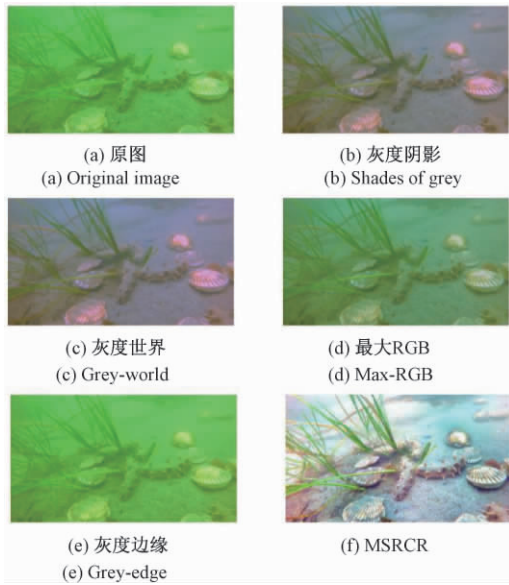 (a) 原图
(a) Original image
(b) 灰度阴影
(b) Shades of grey
(c) 灰度世界
(c) Grey-world
(d) 最大RGB
(d) Max-RGB
(e) 灰度边缘
(e) Grey-edge
(f) MSRCR